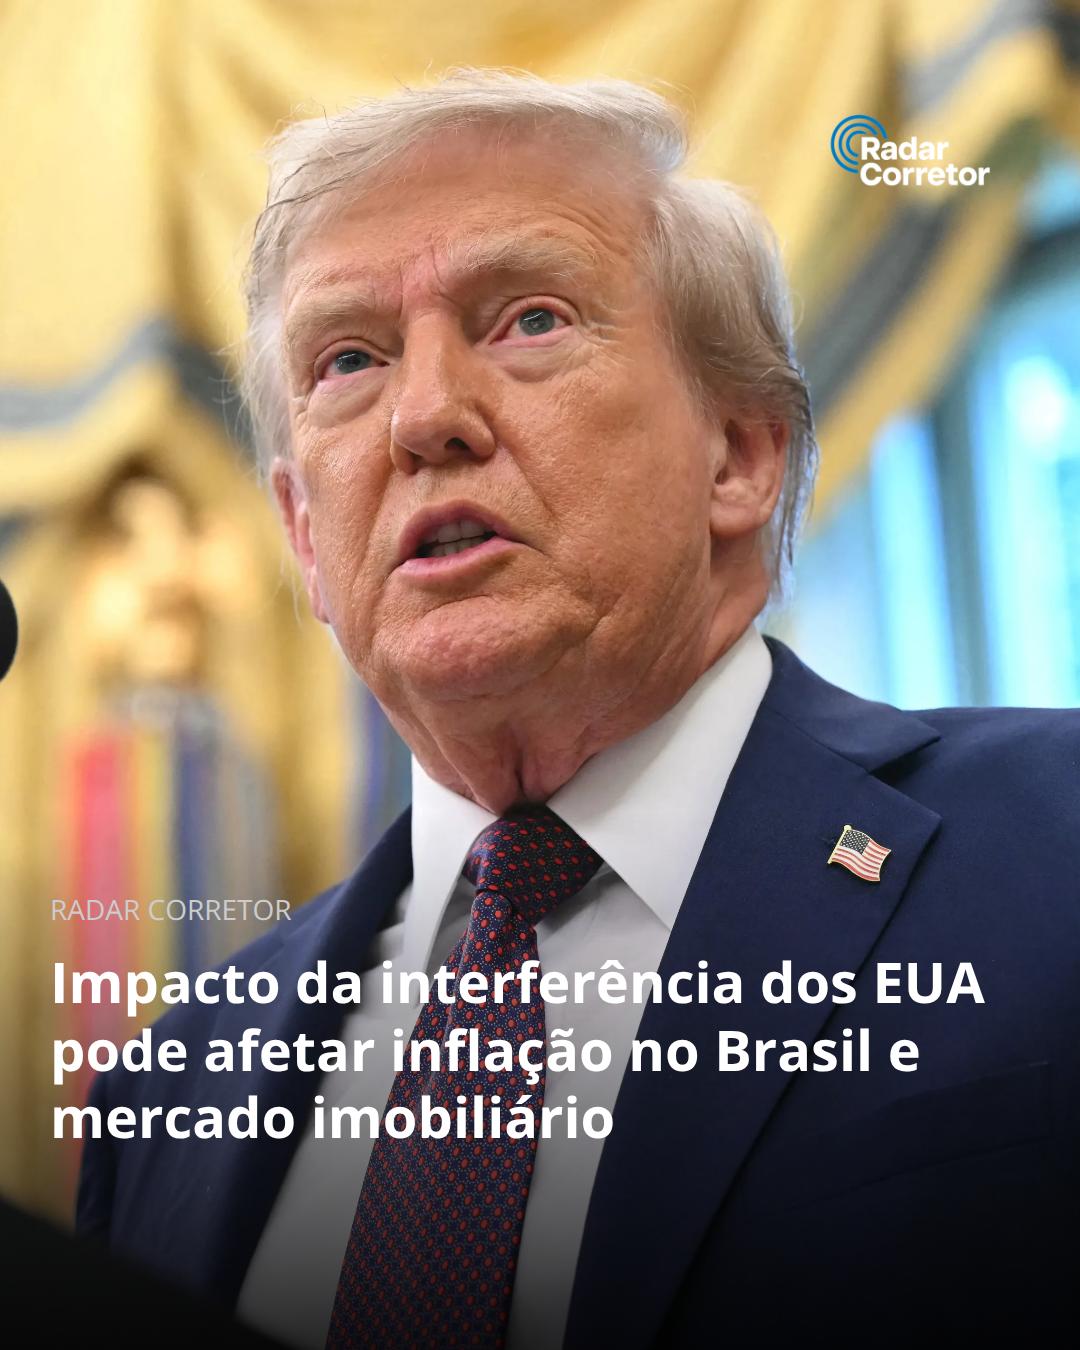 Radar
Corretor
RADAR CORRETOR
Impacto da interferência dos EUA
pode afetar inflação no Brasil e
mercado imobiliário